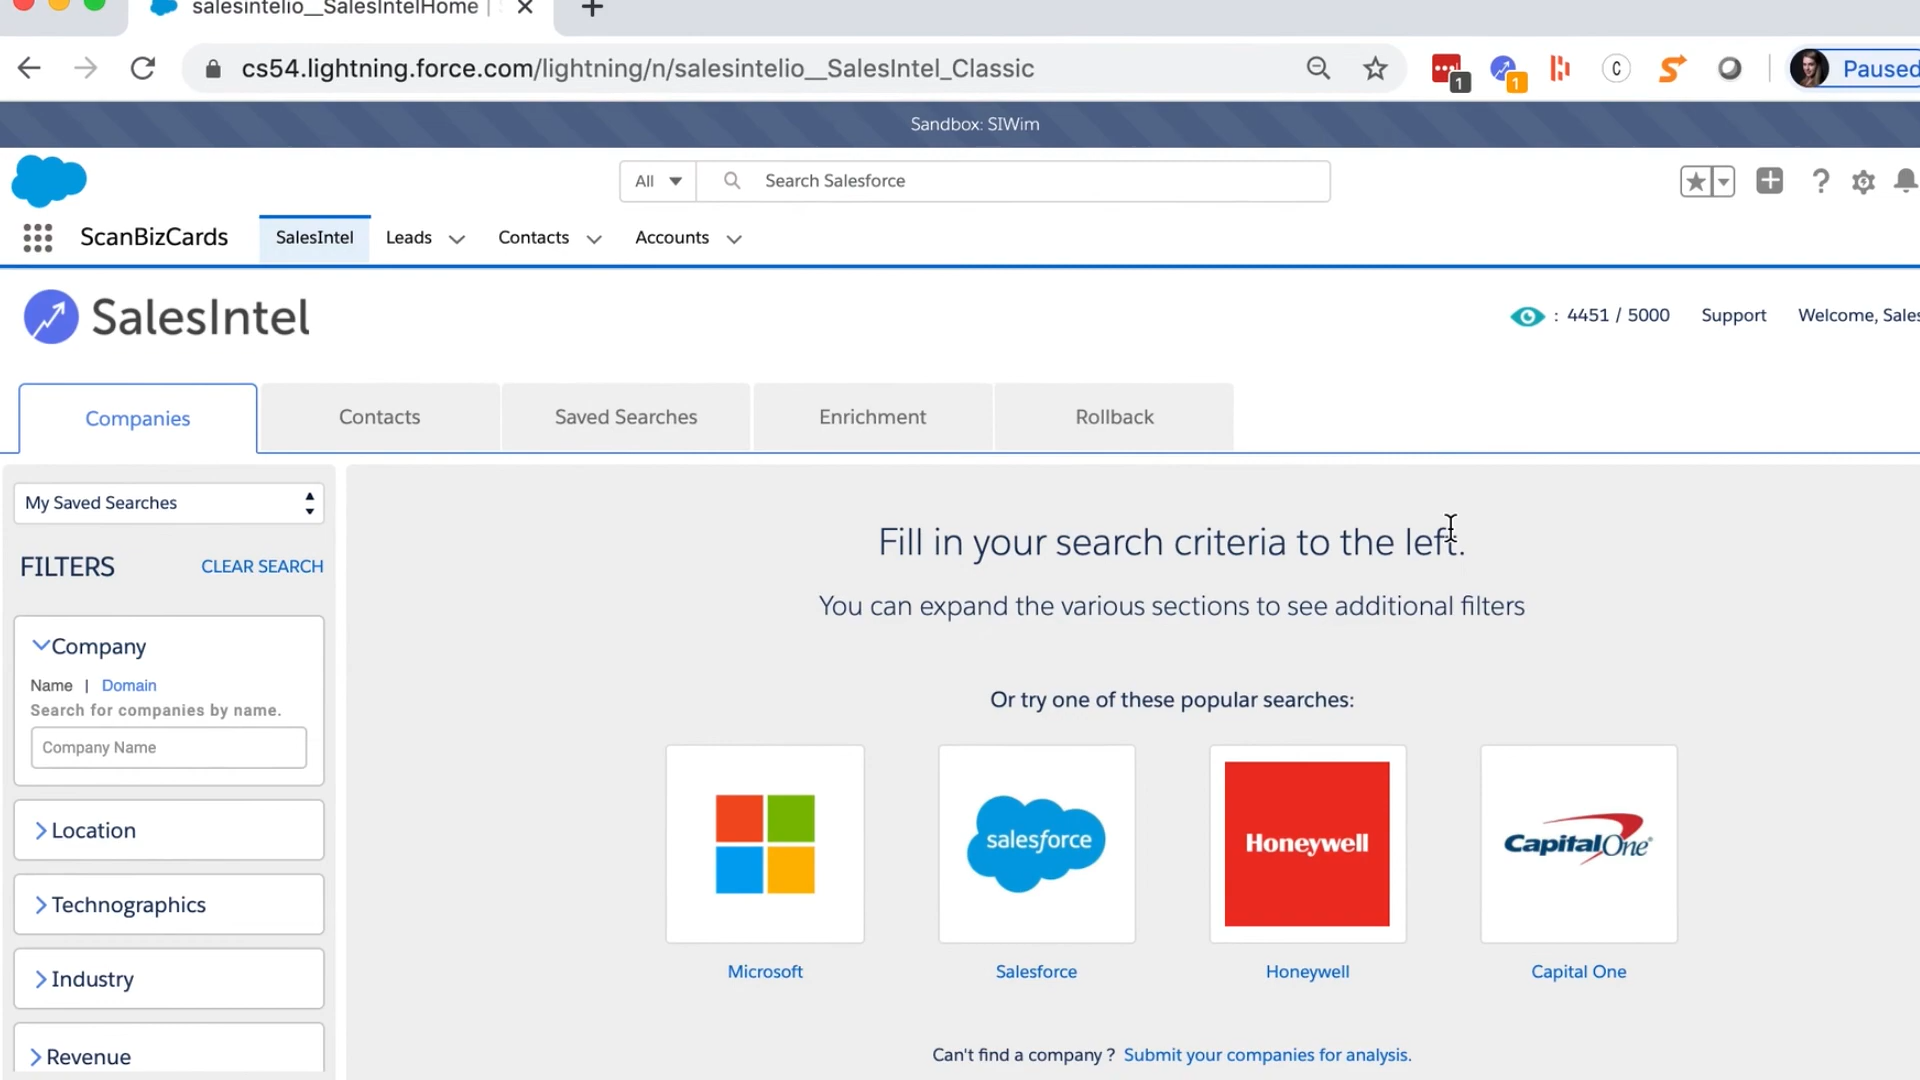 salesintelio__SalesIntelHome |
cs54.lightning.force.com/lightning/n/salesintelio__SalesIntel_Classic
1
1
C
Paused
Sandbox: SIWim
All
Search Salesforce
ScanBizCards
SalesIntel
Leads
Contacts
Accounts
SalesIntel
: 4451 / 5000
Support
Welcome, Sales
Companies
Contacts
Saved Searches
Enrichment
Rollback
My Saved Searches
FILTERS
CLEAR SEARCH
Company
Name | Domain
Search for companies by name.
Company Name
Location
Technographics
Industry
Revenue
Fill in your search criteria to the left.
You can expand the various sections to see additional filters
Or try one of these popular searches:
salesforce
Honeywell
CapitalOne®
Microsoft
Salesforce
Honeywell
Capital One
Can't find a company ? Submit your companies for analysis.